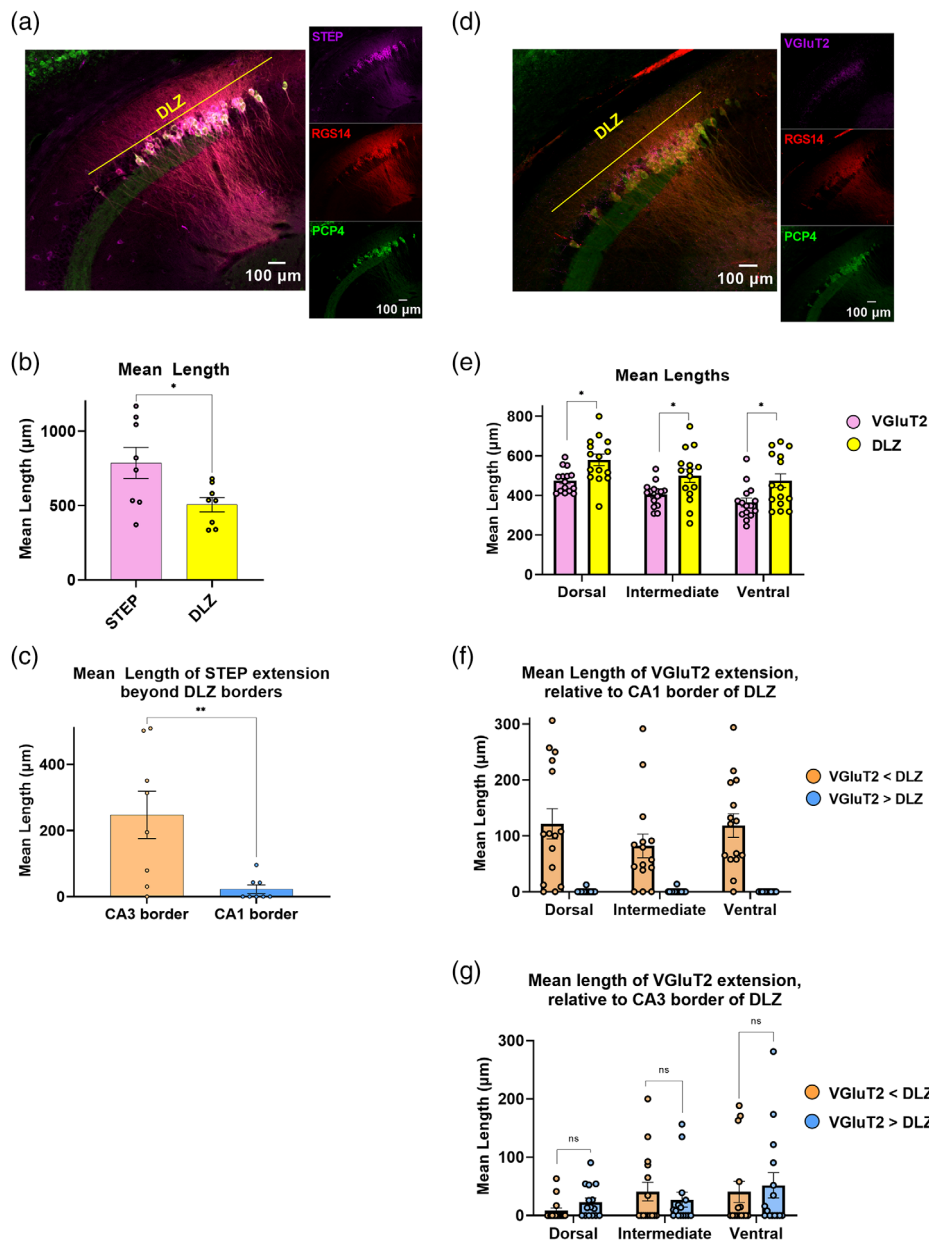 (a)
STEP
DLZ
RGS14
PCP4
100 µm
100 µm
(d)
VGluT2
DLZ
RGS14
PCP4
100 µm
100 µm
(b)
Mean Length
*
Mean Length (µm)
1000
500
0
STEP
DLZ
(e)
Mean Lengths
*
*
*
Mean Length (µm)
800
600
400
200
0
Dorsal
Intermediate
Ventral
VGluT2
DLZ
(c)
Mean Length of STEP extension
beyond DLZ borders
**
Mean Length (µm)
400
200
0
CA3 border
CA1 border
(f)
Mean Length of VGluT2 extension,
relative to CA1 border of DLZ
Mean Length (µm)
300
200
100
0
Dorsal
Intermediate
Ventral
VGluT2 < DLZ
VGluT2 > DLZ
(g)
Mean length of VGluT2 extension,
relative to CA3 border of DLZ
ns
ns
ns
Mean Length (µm)
300
200
100
0
Dorsal
Intermediate
Ventral
VGluT2 < DLZ
VGluT2 > DLZ